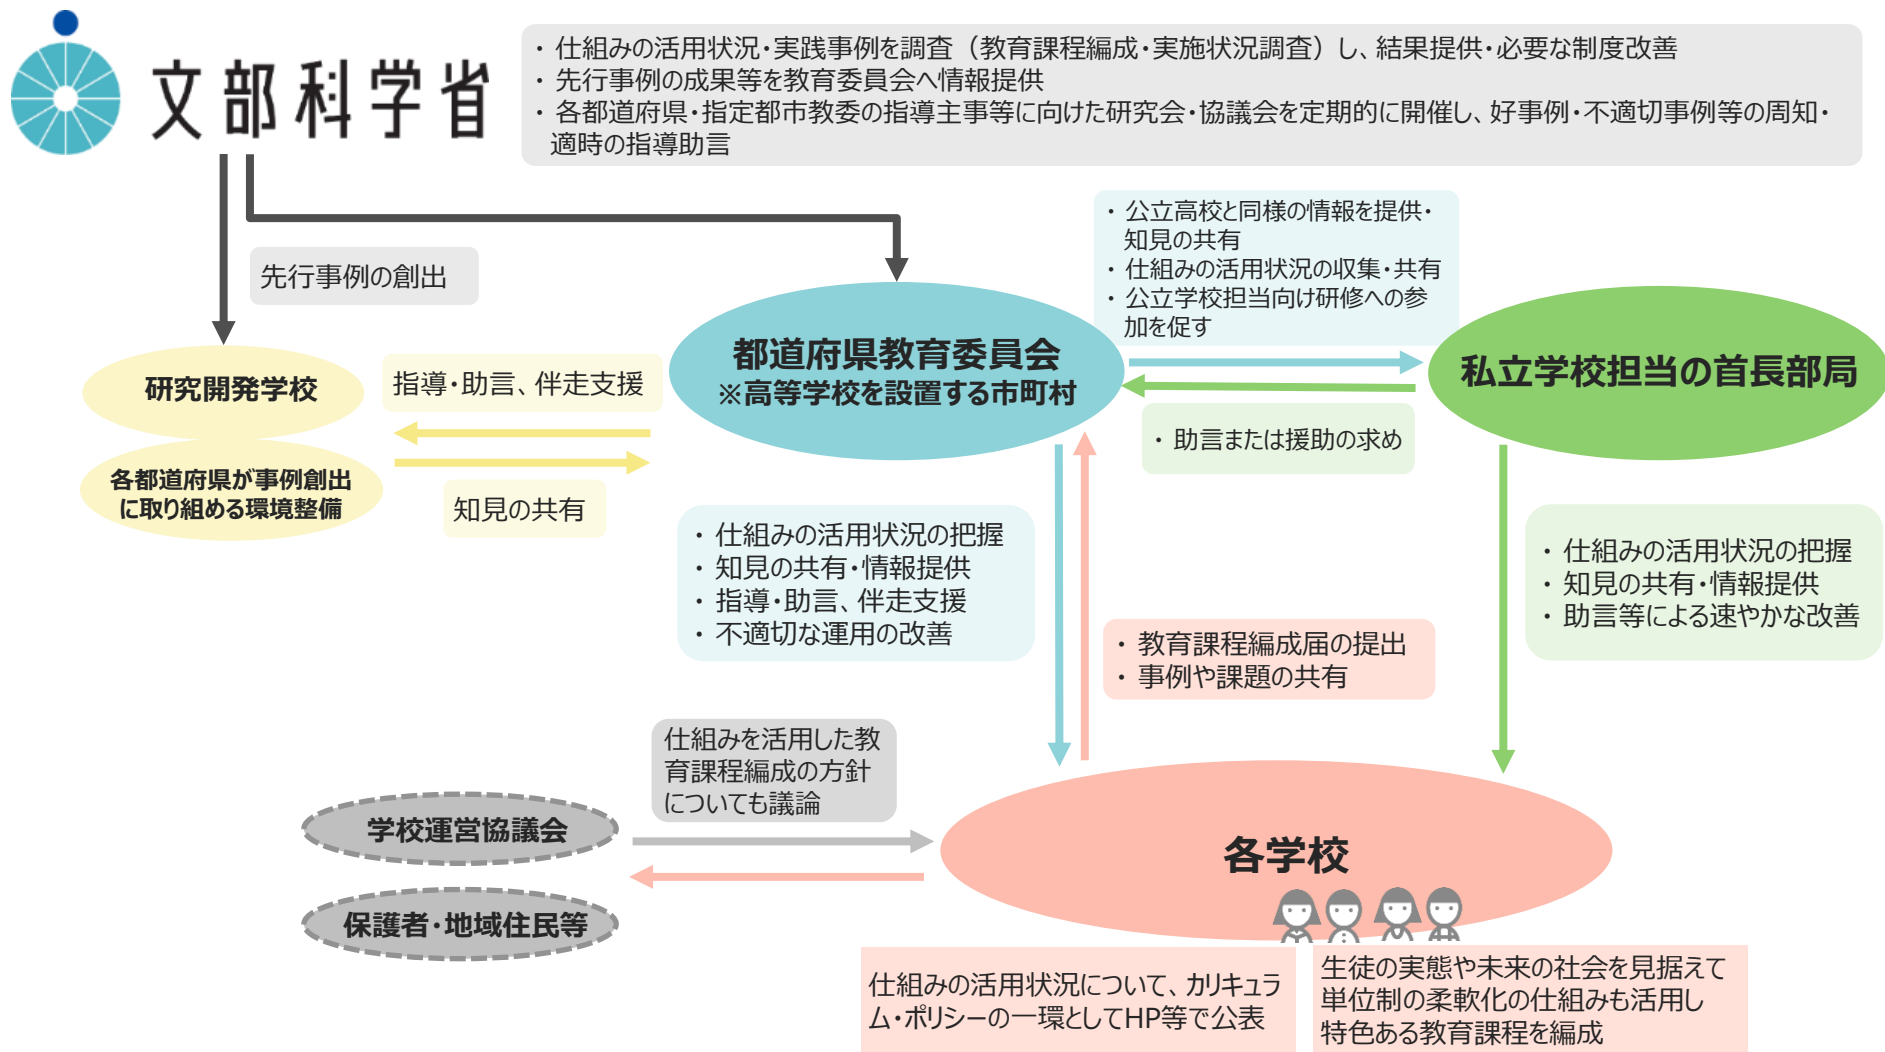 文部科学省
・ 仕組みの活用状況・実践事例を調査（教育課程編成・実施状況調査）し、結果提供・必要な制度改善
・ 先行事例の成果等を教育委員会へ情報提供
・ 各都道府県・指定都市教委の指導主事等に向けた研究会・協議会を定期的に開催し、好事例・不適切事例等の周知・
適時の指導助言
先行事例の創出
・ 公立高校と同様の情報を提供・
知見の共有
・ 仕組みの活用状況の収集・共有
・ 公立学校担当向け研修への参
加を促す
都道府県教育委員会
※高等学校を設置する市町村
私立学校担当の首長部局
研究開発学校
指導・助言、伴走支援
・ 助言または援助の求め
各都道府県が事例創出
に取り組める環境整備
知見の共有
・ 仕組みの活用状況の把握
・ 知見の共有・情報提供
・ 指導・助言、伴走支援
・ 不適切な運用の改善
・ 仕組みの活用状況の把握
・ 知見の共有・情報提供
・ 助言等による速やかな改善
・ 教育課程編成届の提出
・ 事例や課題の共有
仕組みを活用した教
育課程編成の方針
についても議論
学校運営協議会
各学校
保護者・地域住民等
仕組みの活用状況について、カリキュラ
ム・ポリシーの一環としてHP等で公表
生徒の実態や未来の社会を見据えて
単位制の柔軟化の仕組みも活用し
特色ある教育課程を編成